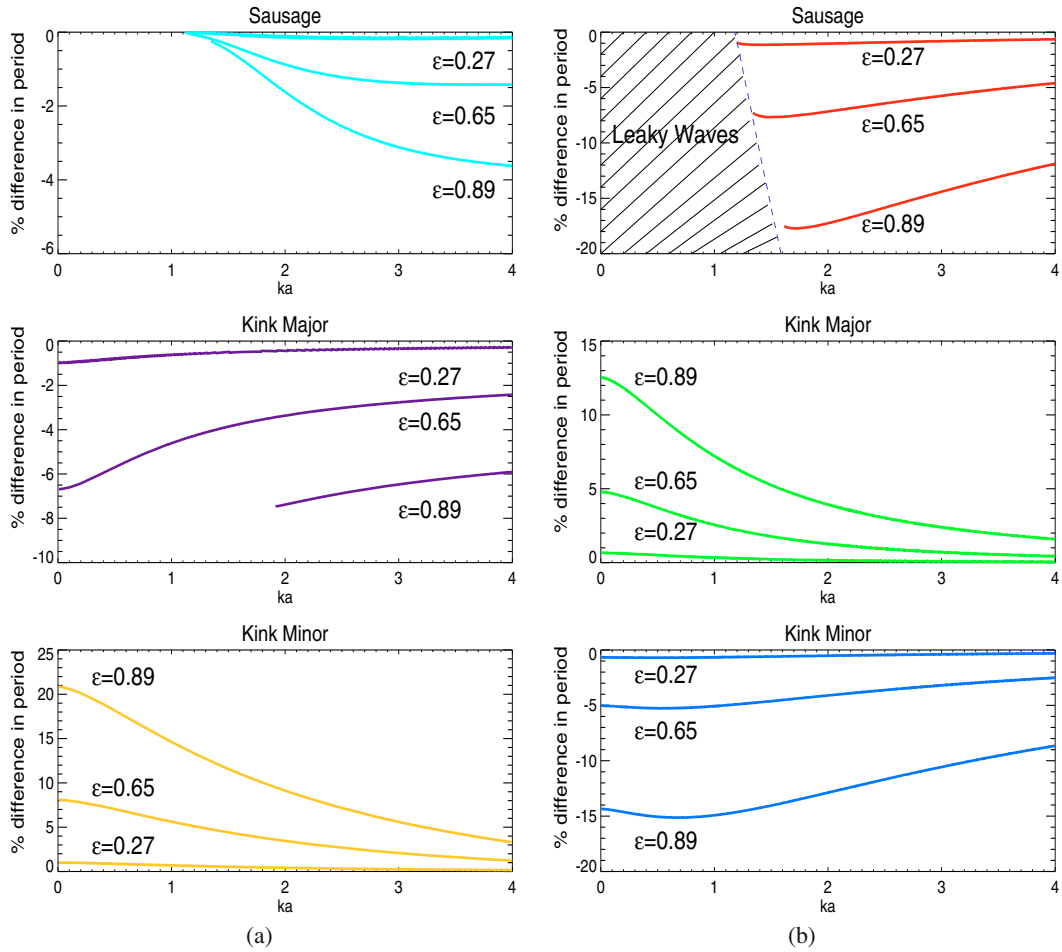 Sausage
% difference in period
0
-2
-4
-6
ε=0.27
ε=0.65
ε=0.89
0 1 2 3 4
ka
Sausage
% difference in period
0
-5
-10
-15
-20
Leaky Waves
ε=0.27
ε=0.65
ε=0.89
0 1 2 3 4
ka
Kink Major
% difference in period
0
-2
-4
-6
-8
-10
ε=0.27
ε=0.65
ε=0.89
0 1 2 3 4
ka
Kink Major
% difference in period
15
10
5
0
ε=0.89
ε=0.65
ε=0.27
0 1 2 3 4
ka
Kink Minor
% difference in period
25
20
15
10
5
0
ε=0.89
ε=0.65
ε=0.27
0 1 2 3 4
ka
Kink Minor
% difference in period
0
-5
-10
-15
-20
ε=0.27
ε=0.65
ε=0.89
0 1 2 3 4
ka
(a)
(b)